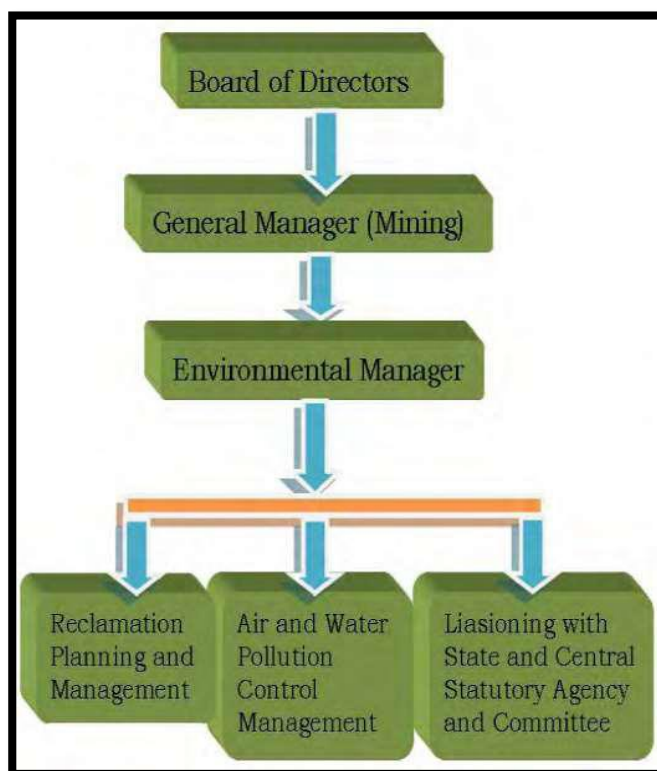 Board of Directors
General Manager (Mining)
Environmental Manager
Reclamation
Planning and
Management
Air and Water
Pollution
Control
Management
Liasioning with
State and Central
Statutory Agency
and Committee